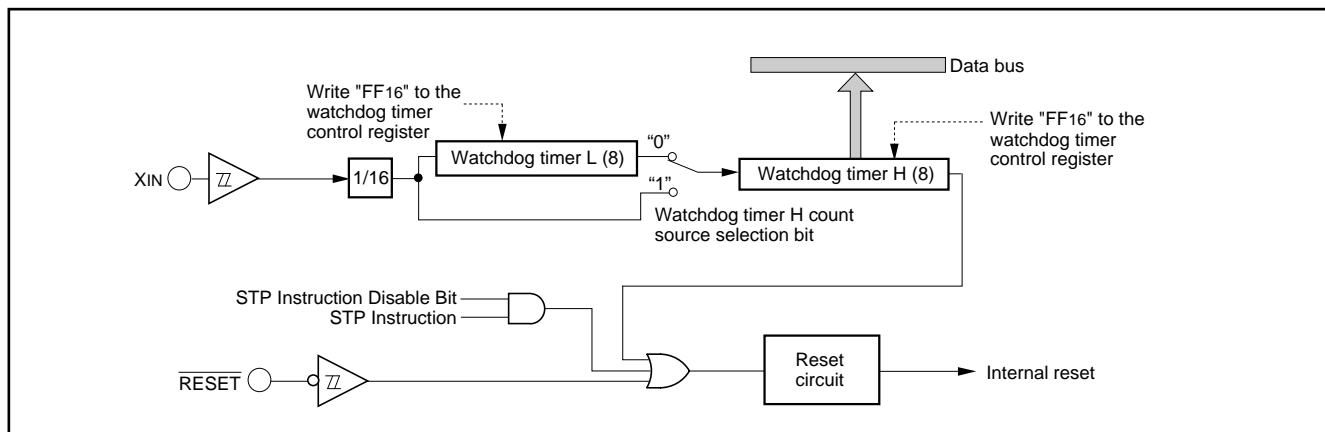 Data bus
Write "FF16" to the
watchdog timer
control register
Write "FF16" to the
watchdog timer
control register
XIN
1/16
Watchdog timer L (8)
“0”
“1”
Watchdog timer H (8)
Watchdog timer H count
source selection bit
STP Instruction Disable Bit
STP Instruction
RESET
Reset
circuit
Internal reset